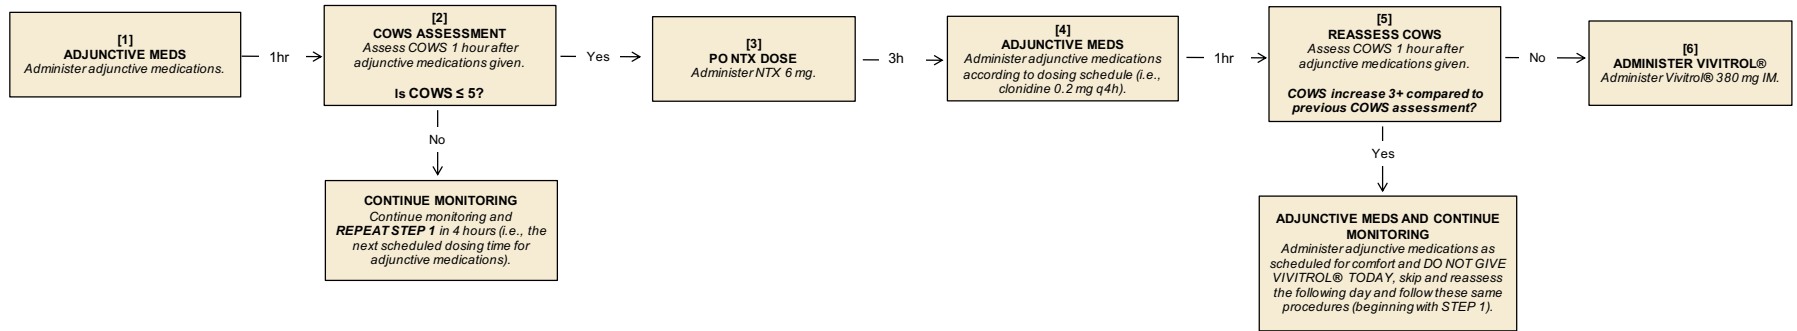 [1]
ADJUNCTIVE MEDS
Administer adjunctive medications.
1hr
[2]
COWS ASSESSMENT
Assess COWS 1 hour after
adjunctive medications given.
Is COWS ≤ 5?
Yes
[3]
PO NTX DOSE
Administer NTX 6 mg.
3h
[4]
ADJUNCTIVE MEDS
Administer adjunctive medications
according to dosing schedule (i.e.,
clonidine 0.2 mg q4h).
1hr
[5]
REASSESS COWS
Assess COWS 1 hour after
adjunctive medications given.
COWS increase 3+ compared to
previous COWS assessment?
No
[6]
ADMINISTER VIVITROL®
Administer Vivitrol® 380 mg IM.
No
CONTINUE MONITORING
Continue monitoring and
REPEAT STEP 1 in 4 hours (i.e., the
next scheduled dosing time for
adjunctive medications).
Yes
ADJUNCTIVE MEDS AND CONTINUE
MONITORING
Administer adjunctive medications as
scheduled for comfort and DO NOT GIVE
VIVITROL® TODAY, skip and reassess
the following day and follow these same
procedures (beginning with STEP 1).